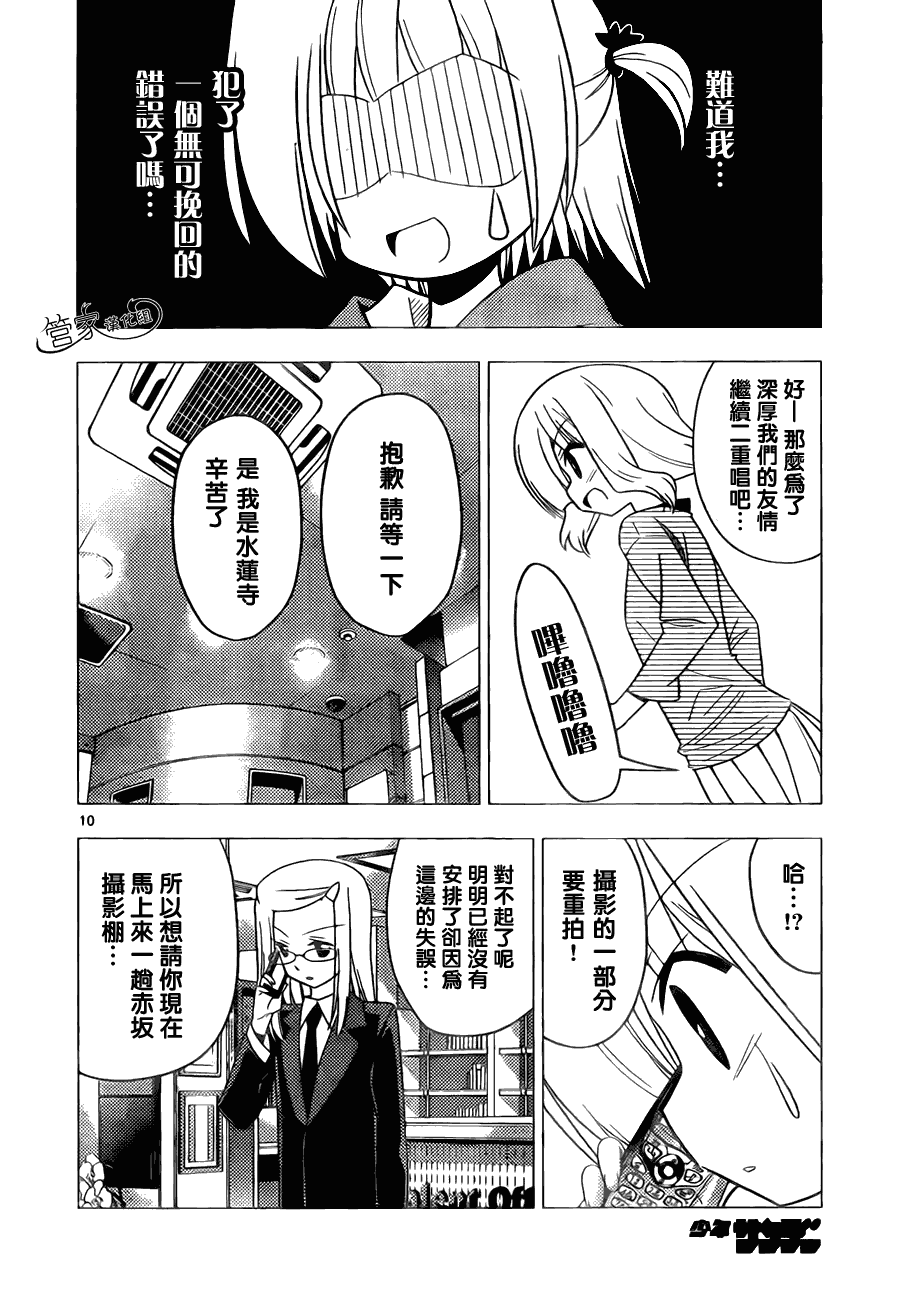 難道我…
犯了
一個無可挽回的
錯誤了嗎…
管家
漢化組
好ー那麼為了
深厚我們的友情
繼續二重唱吧…
嗶嚕嚕嚕
抱歉 請等一下
是 我是水蓮寺
辛苦了
10
哈…!?
攝影的一部分
要重拍！
對不起了呢
明明已經沒有
安排了卻因為
這邊的失誤…
所以想請你現在
馬上來一趟赤坂
攝影棚…
少年サンデー